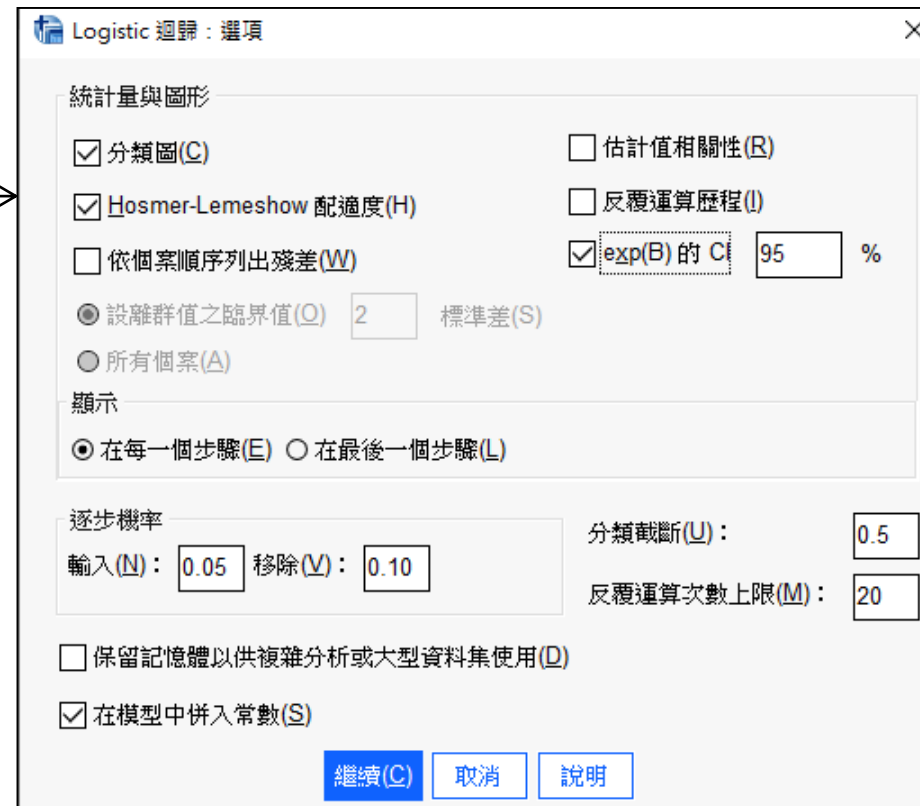 Logistic 迴歸：選項
統計量與圖形
分類圖(C)
估計值相關性(R)
Hosmer-Lemeshow 配適度(H)
反覆運算歷程(I)
依個案順序列出殘差(W)
exp(B) 的 CI 95 %
設離群值之臨界值(O) 2 標準差(S)
所有個案(A)
顯示
在每一個步驟(E) 在最後一個步驟(L)
逐步機率
輸入(N)： 0.05 移除(V)： 0.10
分類截斷(U)： 0.5
反覆運算次數上限(M)： 20
保留記憶體以供複雜分析或大型資料集使用(D)
在模型中併入常數(S)
繼續(C) 取消 說明